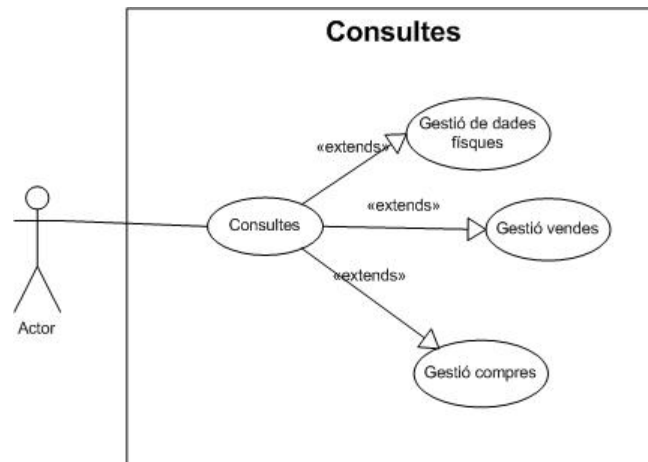 Consultes
Gestió de dades
físques
«extends»
«extends»
Consultes
Gestió vendes
«extends»
Actor
Gestió compres